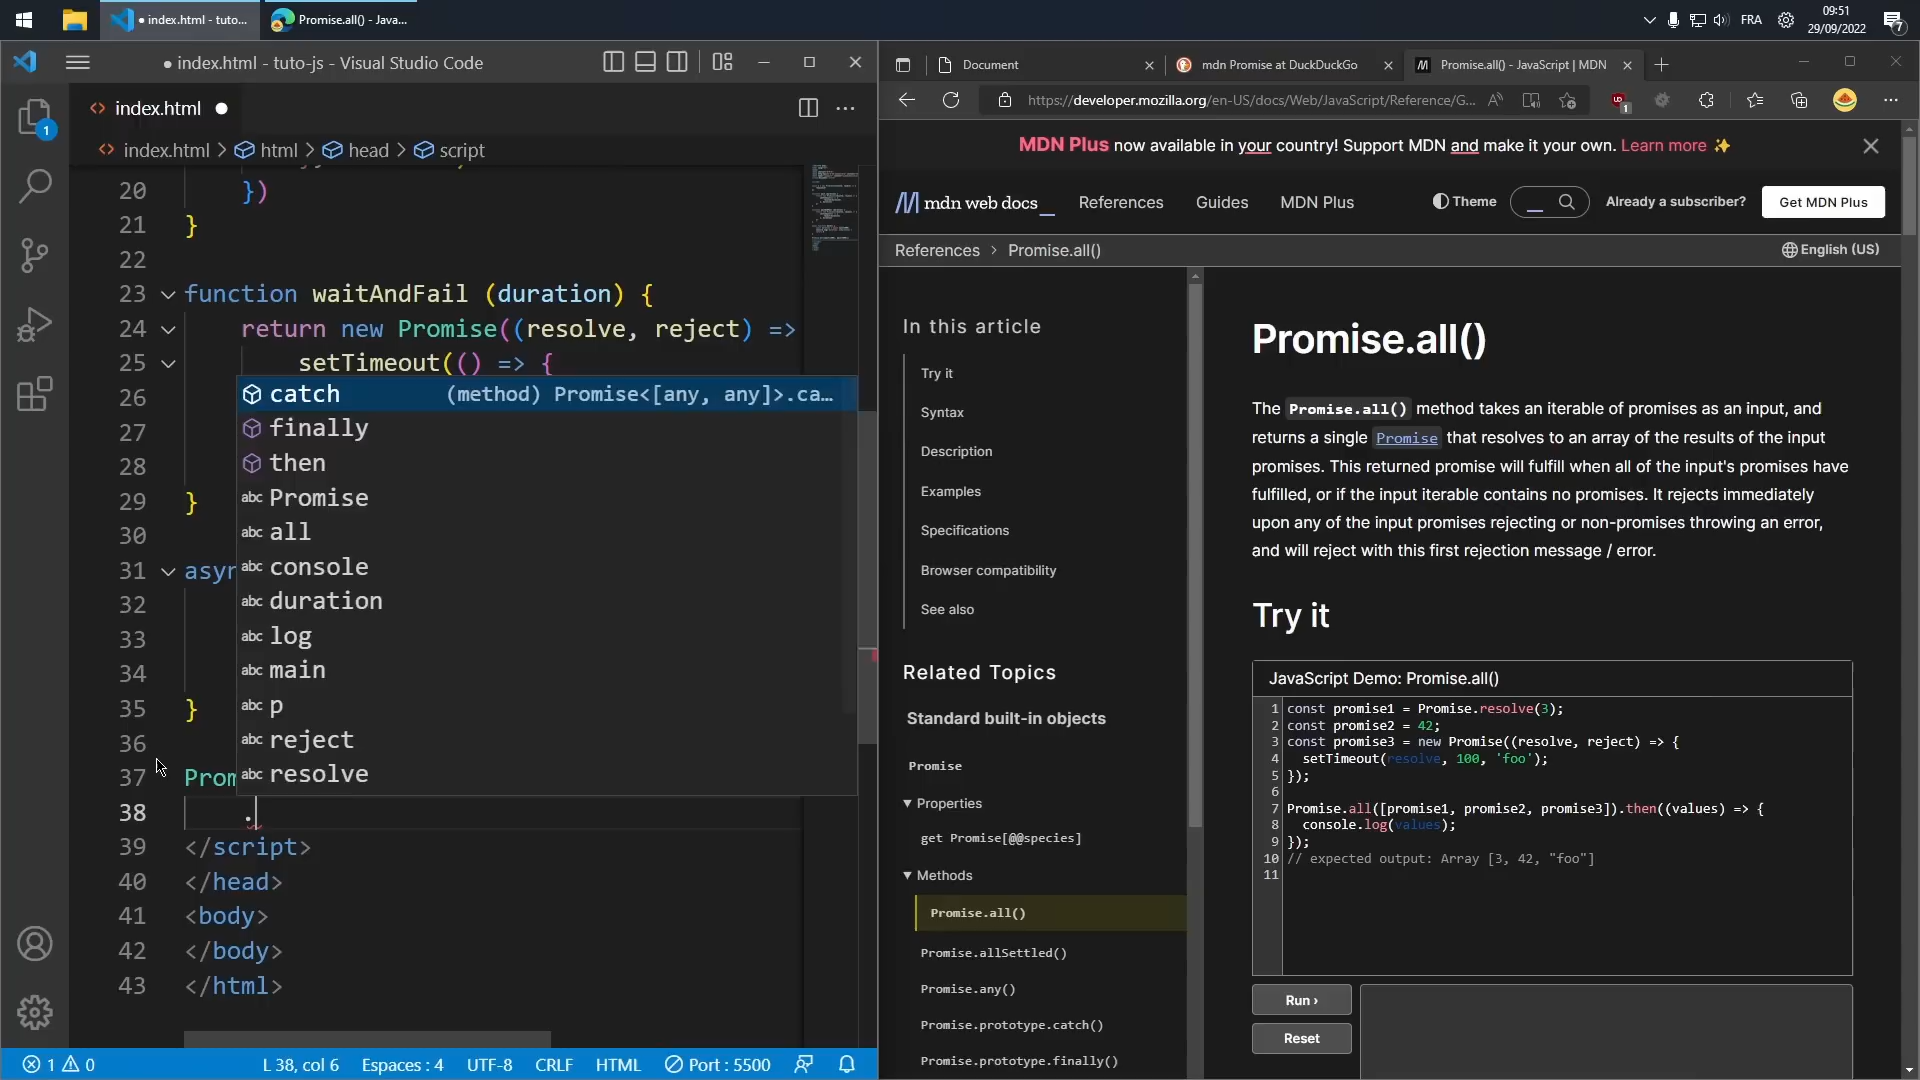 ● index.html - tuto...
Promise.all() - Java...
FRA
09:51
29/09/2022
7
● index.html - tuto-js - Visual Studio Code
index.html ●
index.html > html > head > script
1
20 })
21 }
22
23 function waitAndFail (duration) {
24 return new Promise((resolve, reject) =>
25 setTimeout(() => {
26
27
28
29 }
30
31 asyn
32
33
34
35 }
36
37 Prom
38 .
39 </script>
40 </head>
41 <body>
42 </body>
43 </html>
catch (method) Promise<[any, any]>.ca…
finally
then
abc Promise
abc all
abc console
abc duration
abc log
abc main
abc p
abc reject
abc resolve
1 0 L 38, col 6 Espaces : 4 UTF-8 CRLF HTML Port : 5500
Document
mdn Promise at DuckDuckGo
Promise.all() - JavaScript | MDN
https://developer.mozilla.org/en-US/docs/Web/JavaScript/Reference/G...
1
MDN Plus now available in your country! Support MDN and make it your own. Learn more ✨
mdn web docs_
References
Guides
MDN Plus
Theme
Already a subscriber?
Get MDN Plus
References > Promise.all()
English (US)
In this article
Try it
Syntax
Description
Examples
Specifications
Browser compatibility
See also
Related Topics
Standard built-in objects
Promise
▼ Properties
get Promise[@@species]
▼ Methods
Promise.all()
Promise.allSettled()
Promise.any()
Promise.prototype.catch()
Promise.prototype.finally()
Promise.all()
The Promise.all() method takes an iterable of promises as an input, and
returns a single Promise that resolves to an array of the results of the input
promises. This returned promise will fulfill when all of the input's promises have
fulfilled, or if the input iterable contains no promises. It rejects immediately
upon any of the input promises rejecting or non-promises throwing an error,
and will reject with this first rejection message / error.
Try it
JavaScript Demo: Promise.all()
1 const promise1 = Promise.resolve(3);
2 const promise2 = 42;
3 const promise3 = new Promise((resolve, reject) => {
4 setTimeout(resolve, 100, 'foo');
5 });
6
7 Promise.all([promise1, promise2, promise3]).then((values) => {
8 console.log(values);
9 });
10 // expected output: Array [3, 42, "foo"]
11
Run ›
Reset